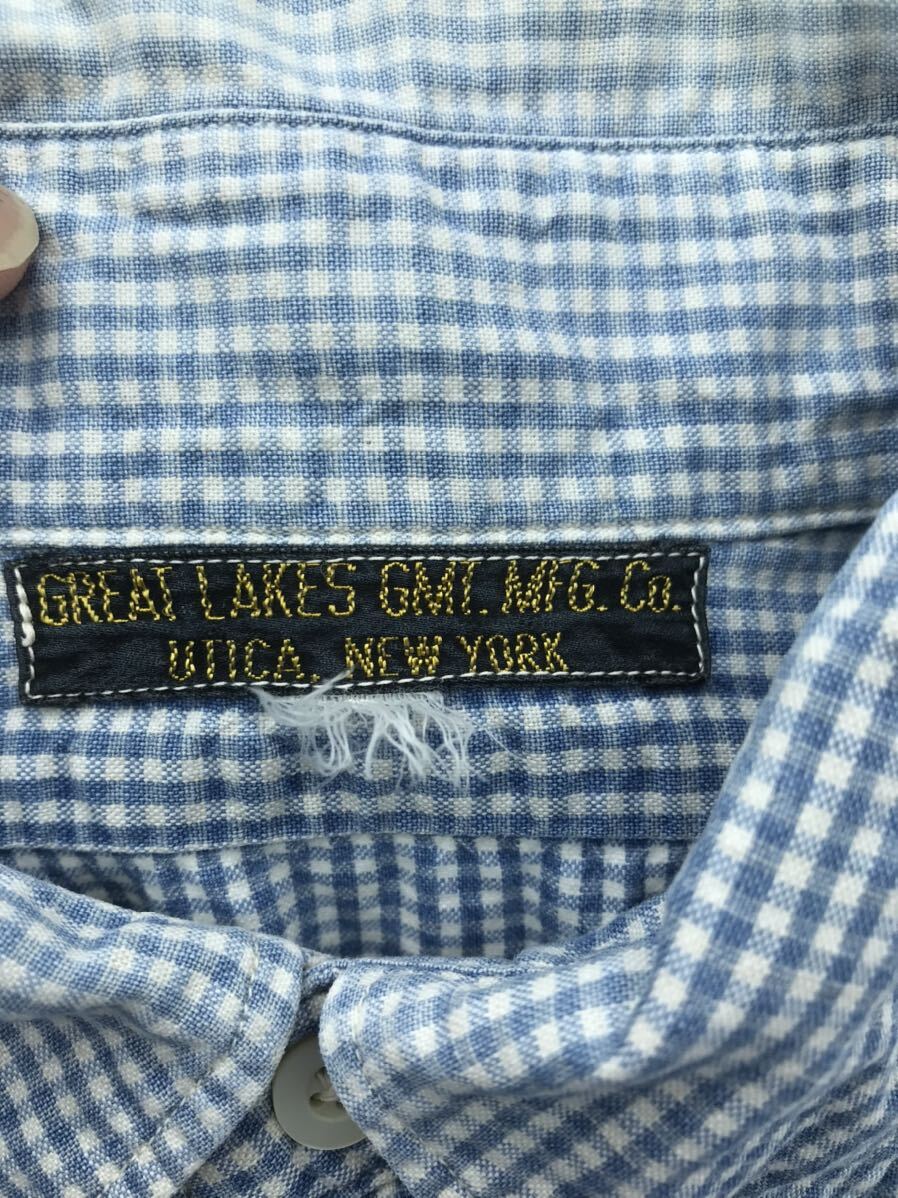 GREAT LAKES GMT. MFG. Co.
UTICA, NEW YORK